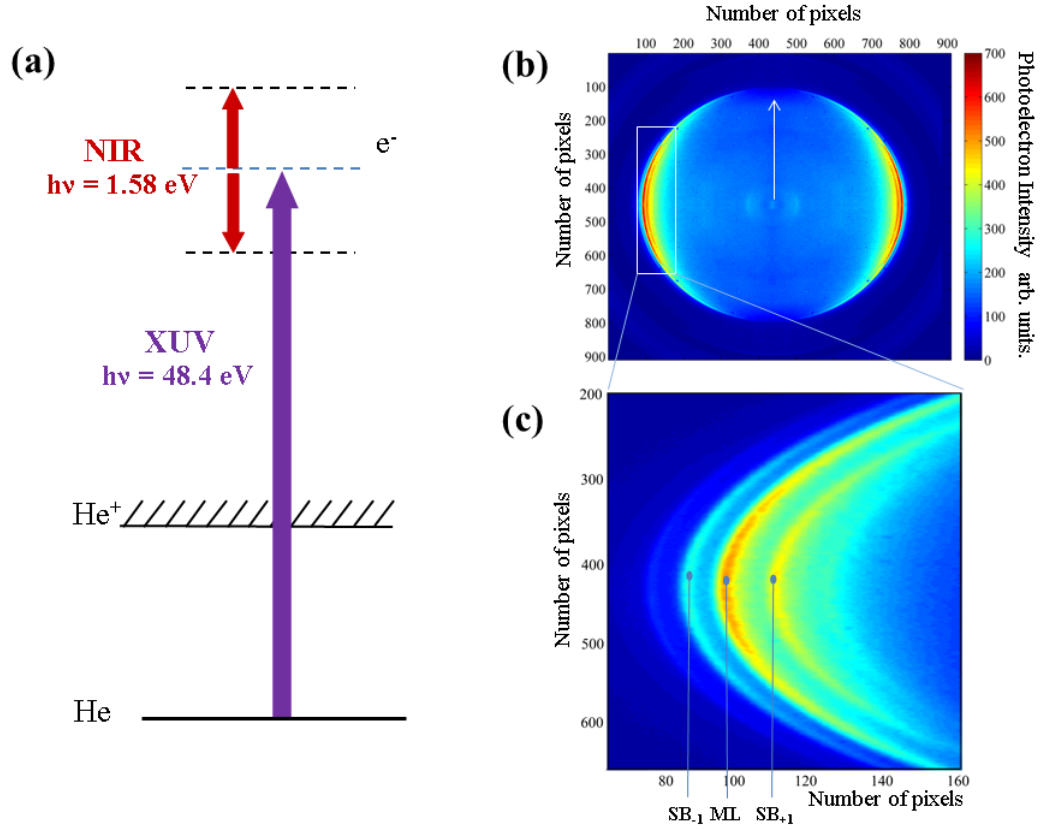 (a)
NIR
hν = 1.58 eV
e-
XUV
hν = 48.4 eV
He+
He
Number of pixels
(b)
100 200 300 440 500 600 700 800 900
Number of pixels
100
200
300
400
500
600
700
800
900
700
600
500
400
300
200
100
0
Photoelectron Intensity arb. units.
(c)
Number of pixels
200
300
400
500
600
80 100 120 140 160
SB-1 ML SB+1
Number of pixels